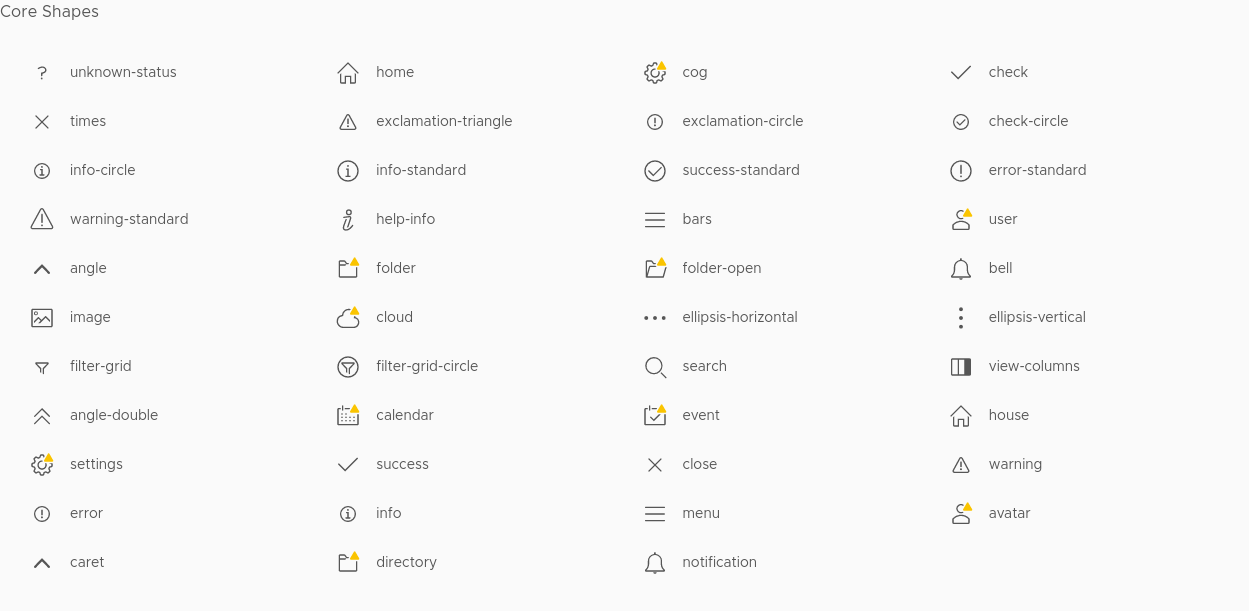 Core Shapes
unknown-status home cog check
times exclamation-triangle exclamation-circle check-circle
info-circle info-standard success-standard error-standard
warning-standard help-info bars user
angle folder folder-open bell
image cloud ellipsis-horizontal ellipsis-vertical
filter-grid filter-grid-circle search view-columns
angle-double calendar event house
settings success close warning
error info menu avatar
caret directory notification